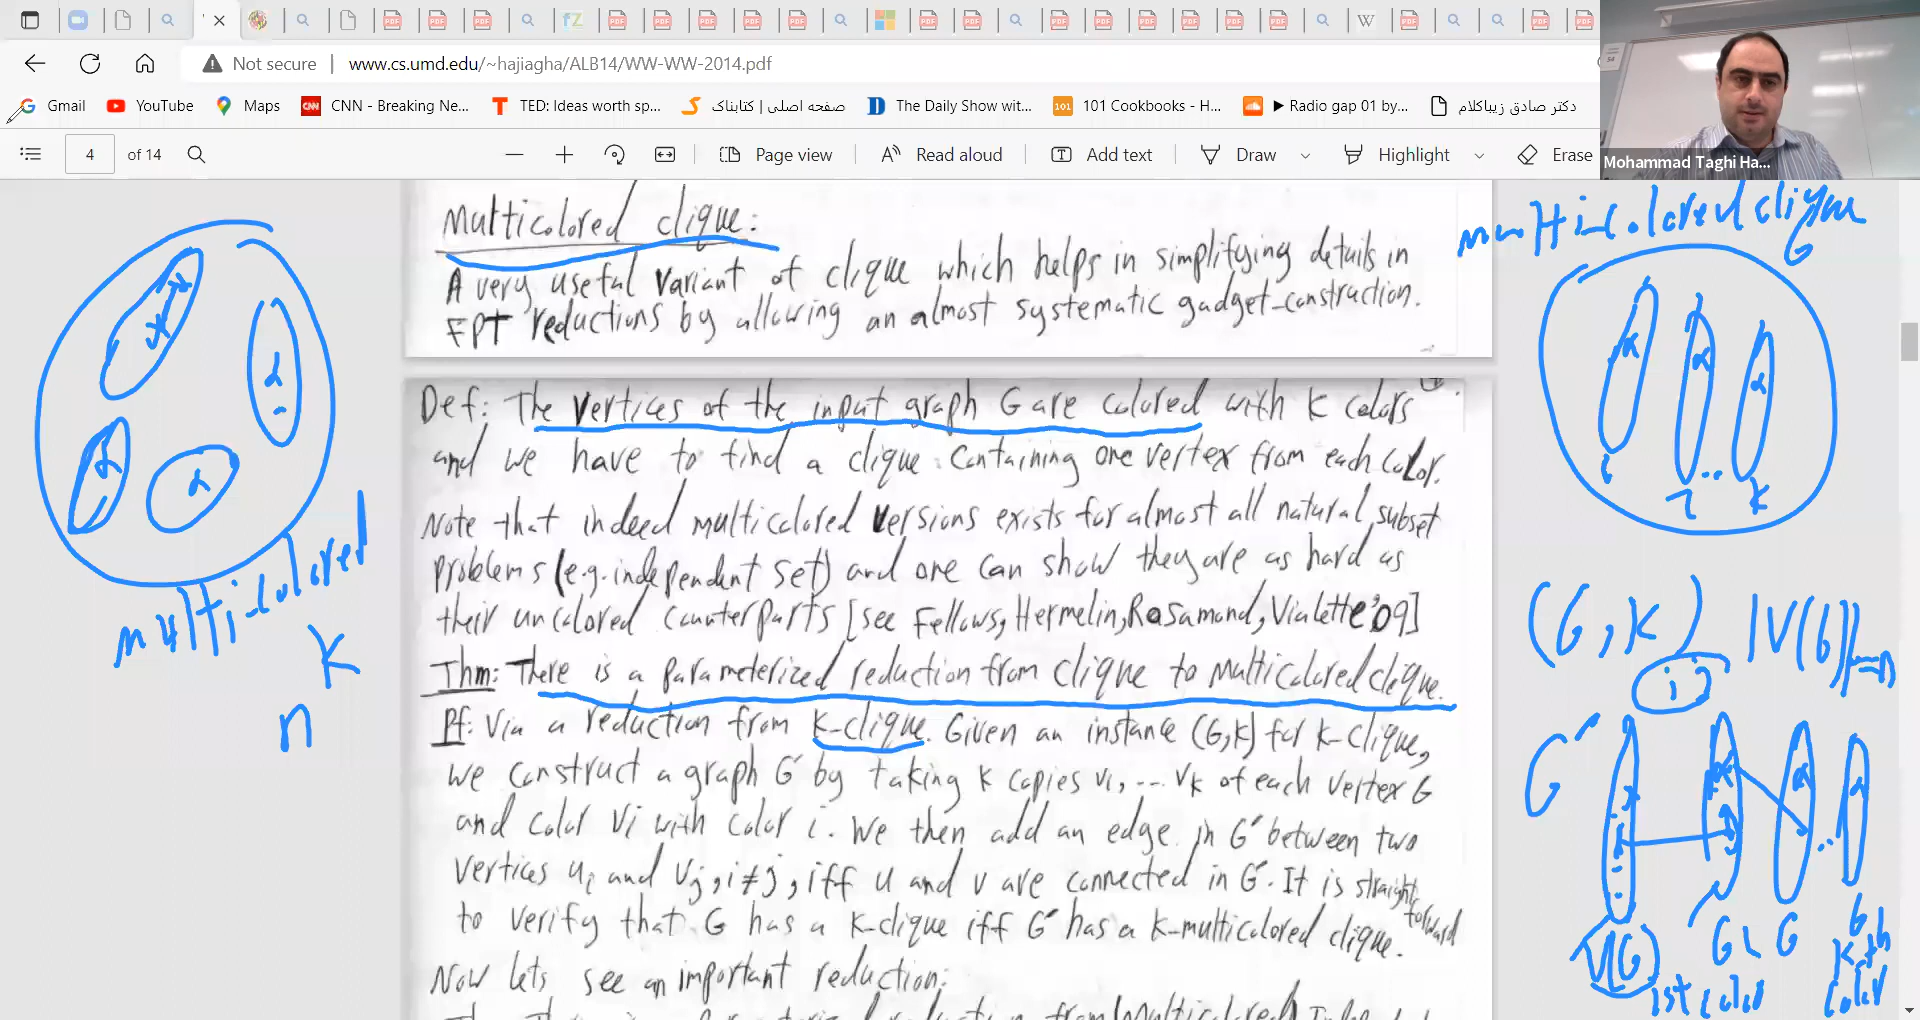 Not secure www.cs.umd.edu/~hajiagha/ALB14/WW-WW-2014.pdf
Gmail YouTube Maps CNN - Breaking Ne... TED: Ideas worth sp... صفحه اصلی | کتابناک The Daily Show wit... 101 Cookbooks - H... Radio gap 01 by... دکتر صادق زیباکلام
4 of 14 Page view Read aloud Add text Draw Highlight Erase
Mohammad Taghi Ha...
Multicolored clique:
A very useful variant of clique which helps in simplifying details in
FPT reductions by allowing an almost systematic gadget-construction.
Def: The vertices of the input graph G are colored with K colors
and we have to find a clique containing one vertex from each color.
Note that indeed multicolored versions exists for almost all natural subset
problems (e.g. independent set) and one can show they are as hard as
their uncolored counterparts [see Fellows, Hermelin, Rosamond, Vialette'09]
Thm: There is a parameterized reduction from clique to multicolored clique.
Pf: Via a reduction from K-clique. Given an instance (G,K) for K-clique,
we construct a graph G' by taking K copies v1, ... vk of each vertex G
and color vi with color i. We then add an edge in G' between two
vertices ui and vj, i≠j, iff u and v are connected in G. It is straight
forward
to verify that G has a K-clique iff G' has a K-multicolored clique.
Now lets see an important reduction:
multicolored
K
n
multicolored clique
G
K
(G, K) |V(G)|=n
i
G'
V(G)
1st color
G
G
K-th
color